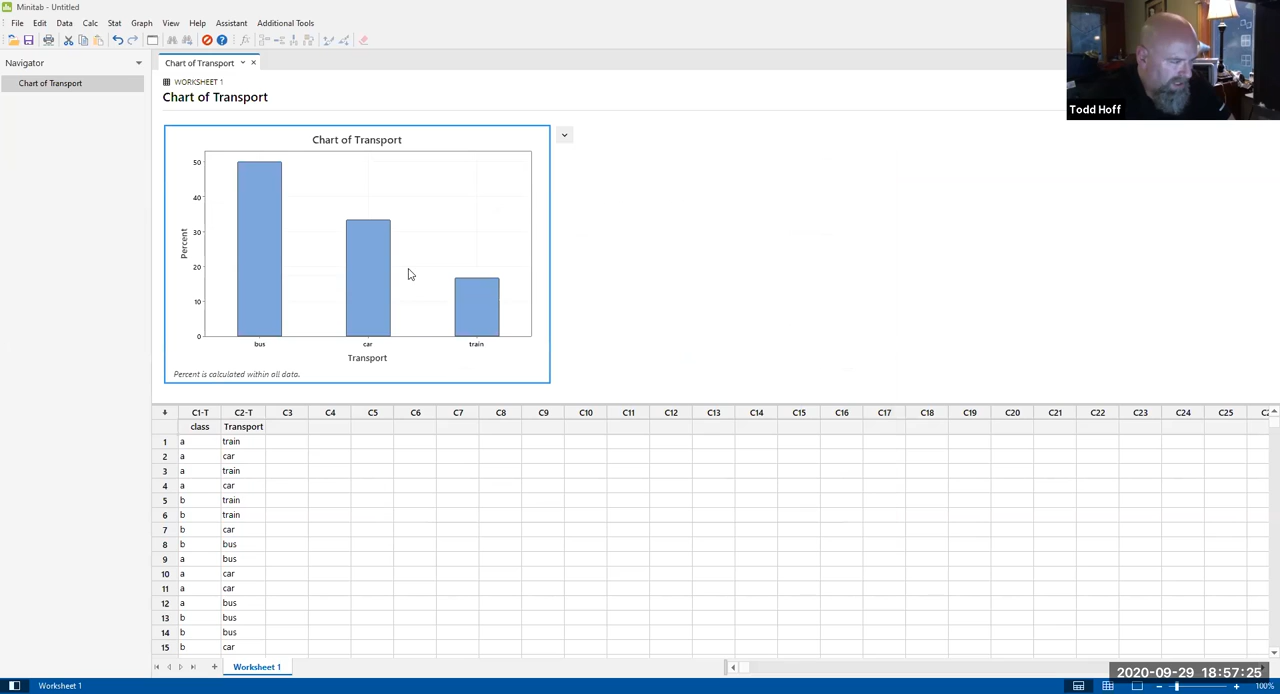 Minitab - Untitled
File Edit Data Calc Stat Graph View Help Assistant Additional Tools
Navigator
Chart of Transport
Chart of Transport
WORKSHEET 1
Chart of Transport
Chart of Transport
50
40
30
20
10
0
Percent
bus car train
Transport
Percent is calculated within all data.
Todd Hoff
C1-T C2-T C3 C4 C5 C6 C7 C8 C9 C10 C11 C12 C13 C14 C15 C16 C17 C18 C19 C20 C21 C22 C23 C24 C25
class Transport
1 a train
2 a car
3 a train
4 a car
5 b train
6 b train
7 b car
8 b bus
9 a bus
10 a car
11 a car
12 a bus
13 b bus
14 b bus
15 b car
Worksheet 1
2020-09-29 18:57:25
Worksheet 1
100%